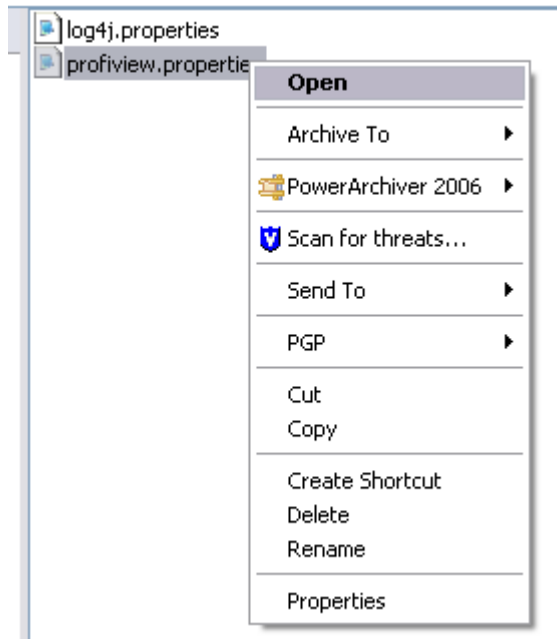 log4j.properties
profiview.propertie
Open
Archive To
PowerArchiver 2006
Scan for threats...
Send To
PGP
Cut
Copy
Create Shortcut
Delete
Rename
Properties